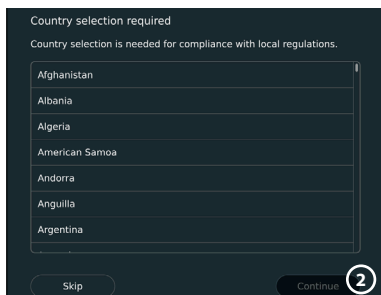 Country selection required
Country selection is needed for compliance with local regulations.
Afghanistan
Albania
Algeria
American Samoa
Andorra
Anguilla
Argentina
Skip
Continue
2